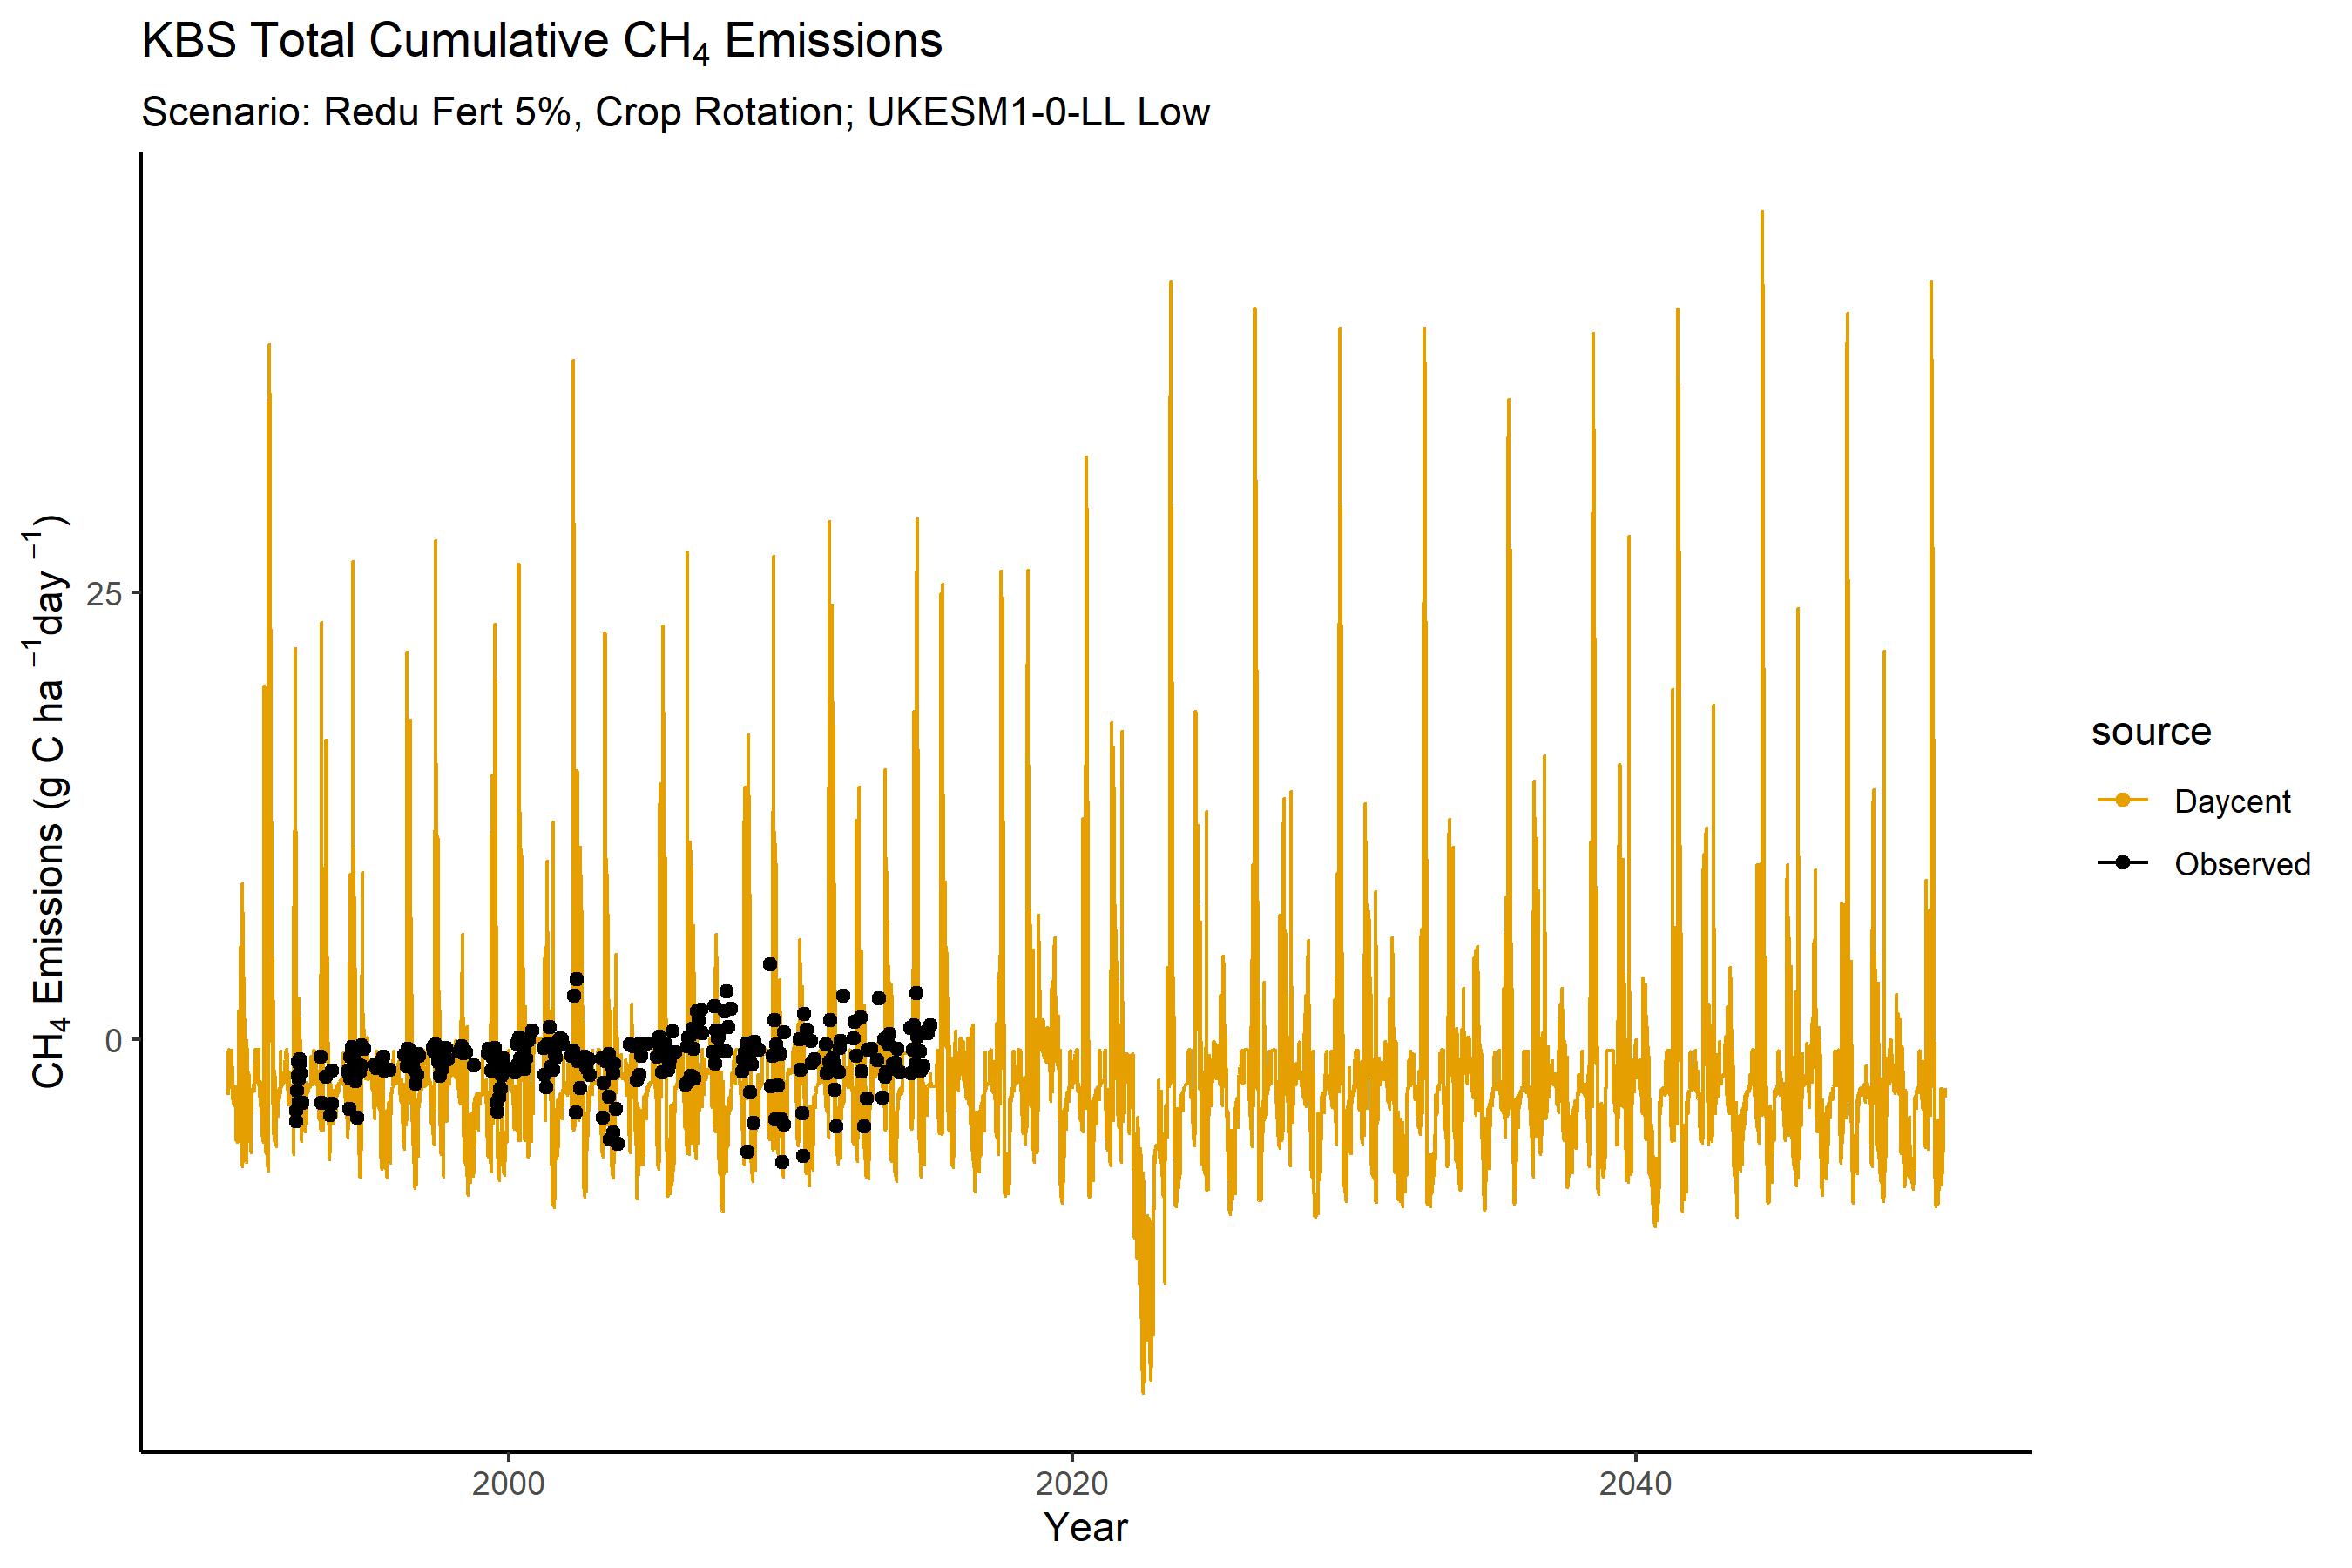 KBS Total Cumulative CH₄ Emissions
Scenario: Redu Fert 5%, Crop Rotation; UKESM1-0-LL Low
CH₄ Emissions (g C ha ⁻¹day ⁻¹)
25
0
2000
2020
2040
Year
source
Daycent
Observed